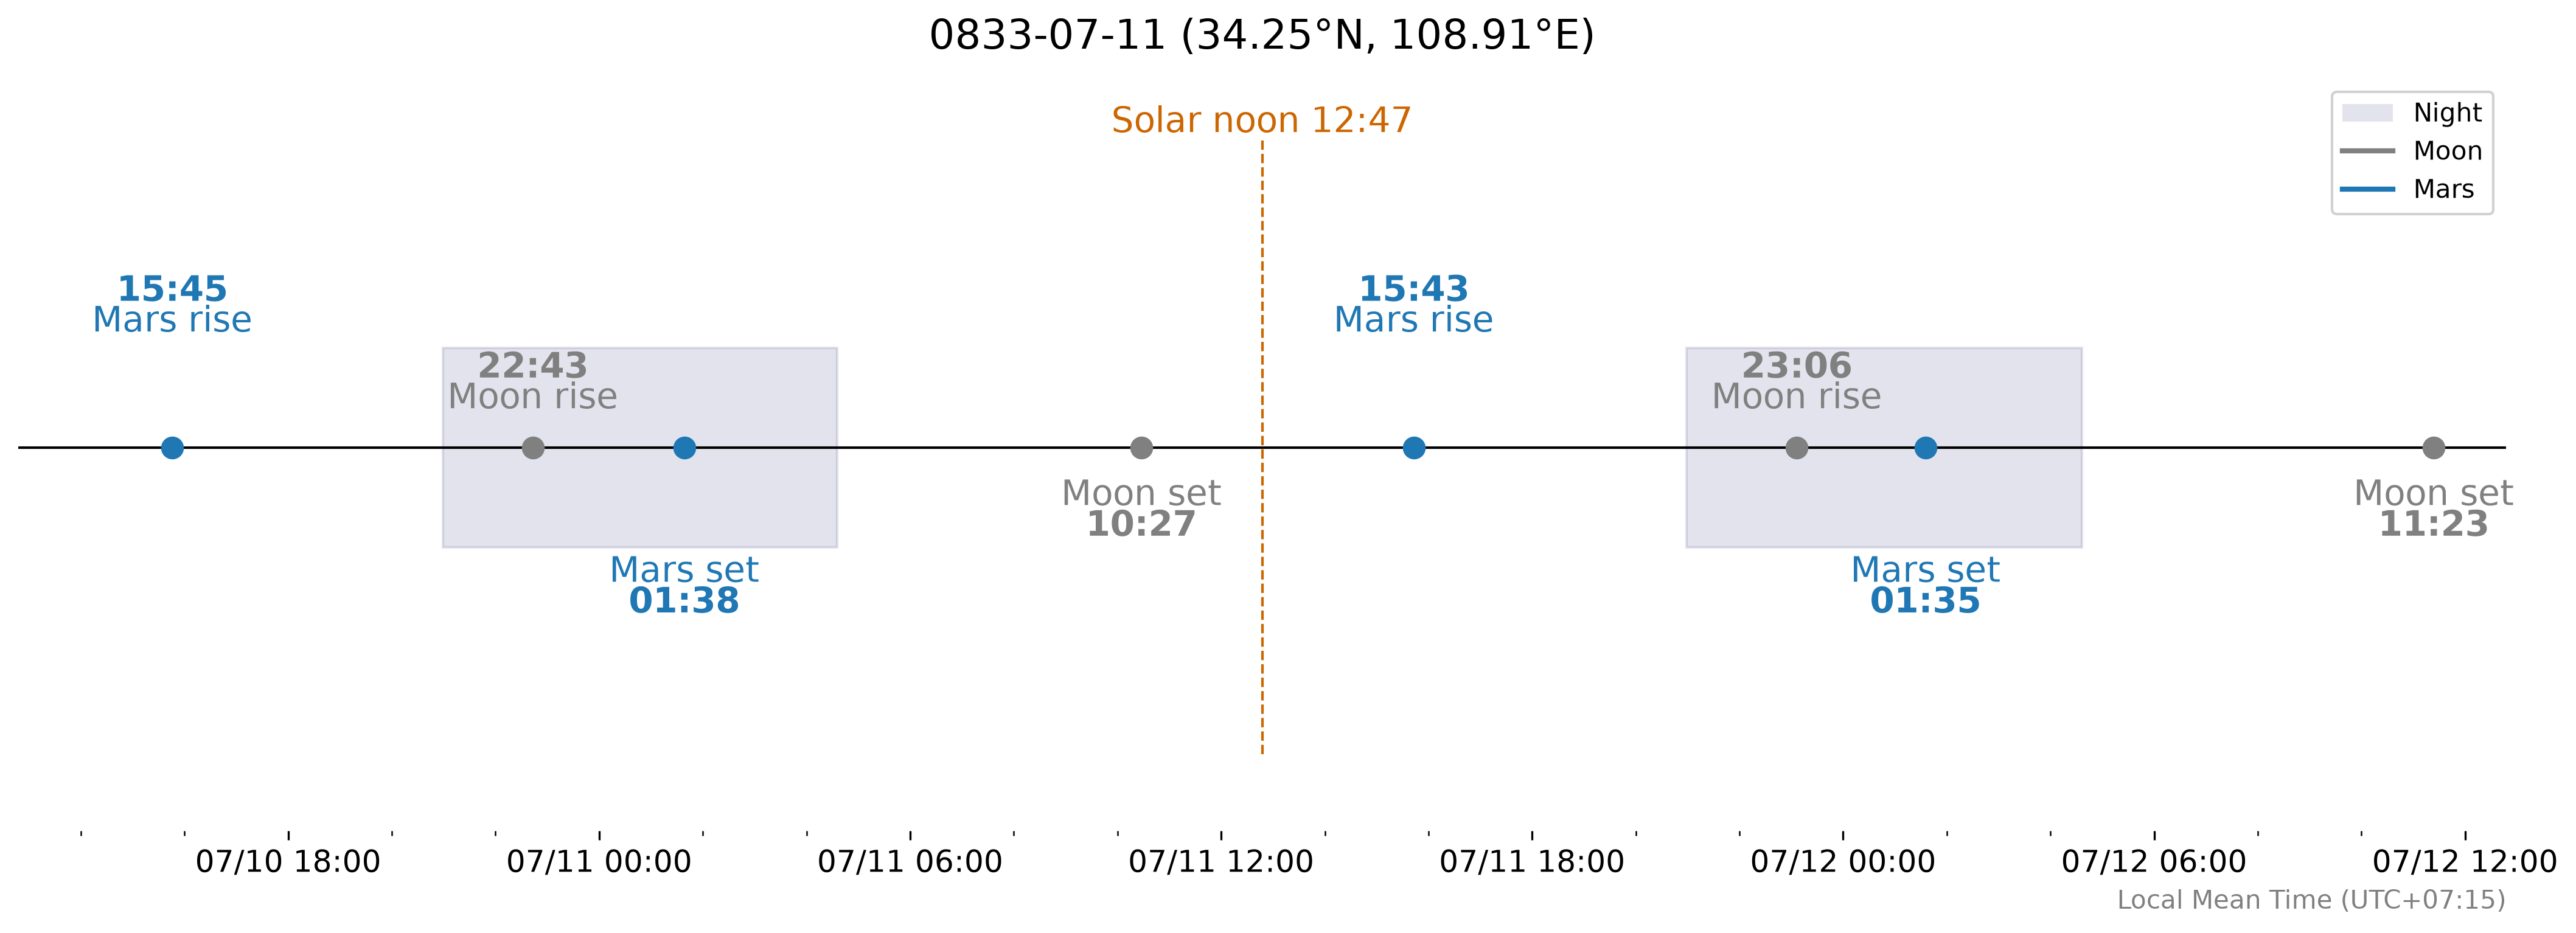 0833-07-11 (34.25°N, 108.91°E)
Solar noon 12:47
Night
Moon
Mars
15:45
Mars rise
15:43
Mars rise
22:43
Moon rise
23:06
Moon rise
Moon set
10:27
Moon set
11:23
Mars set
01:38
Mars set
01:35
07/10 18:00
07/11 00:00
07/11 06:00
07/11 12:00
07/11 18:00
07/12 00:00
07/12 06:00
07/12 12:00
Local Mean Time (UTC+07:15)